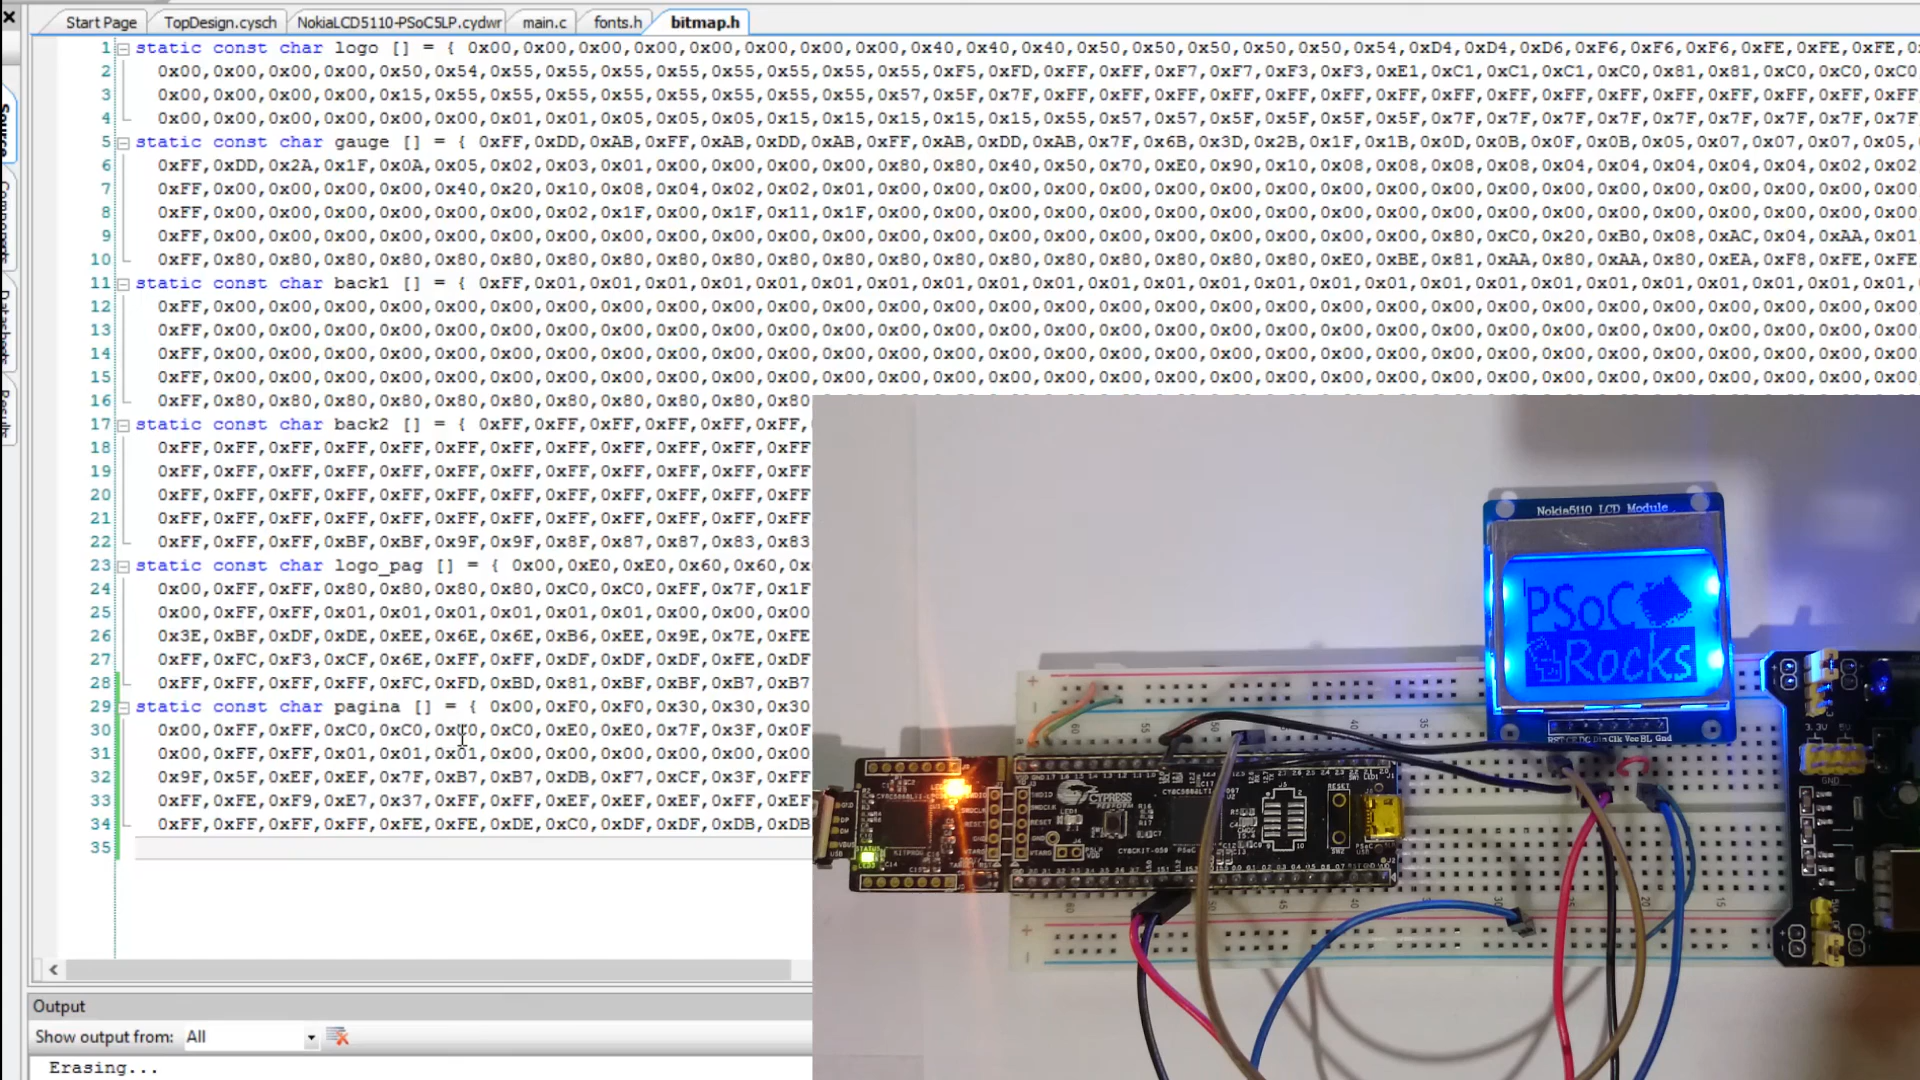 Start Page TopDesign.cysch NokiaLCD5110-PSoC5LP.cydwr main.c fonts.h bitmap.h
1 static const char logo [] = { 0x00,0x00,0x00,0x00,0x00,0x00,0x00,0x00,0x40,0x40,0x40,0x50,0x50,0x50,0x50,0x50,0x54,0xD4,0xD4,0xD6,0xF6,0xF6,0xF6,0xFE,0xFE,0xFE,
2 0x00,0x00,0x00,0x00,0x50,0x54,0x55,0x55,0x55,0x55,0x55,0x55,0x55,0xF5,0xFD,0xFF,0xFF,0xF7,0xF7,0xF3,0xF3,0xE1,0xC1,0xC1,0xC1,0xC0,0x81,0x81,0xC0,0xC0,0xC0
3 0x00,0x00,0x00,0x00,0x15,0x55,0x55,0x55,0x55,0x55,0x55,0x55,0x57,0x5F,0x7F,0xFF,0xFF,0xFF,0xFF,0xFF,0xFF,0xFF,0xFF,0xFF,0xFF,0xFF,0xFF,0xFF,0xFF,0xFF,0xFF
4 0x00,0x00,0x00,0x00,0x00,0x01,0x01,0x05,0x05,0x05,0x15,0x15,0x15,0x15,0x55,0x57,0x57,0x5F,0x5F,0x5F,0x5F,0x7F,0x7F,0x7F,0x7F,0x7F,0x7F,0x7F,0x7F,0x7F,0x7F
5 static const char gauge [] = { 0xFF,0xDD,0xAB,0xFF,0xAB,0xDD,0xAB,0xFF,0xAB,0xDD,0xAB,0x7F,0x6B,0x3D,0x2B,0x1F,0x1B,0x0D,0x0B,0x0F,0x0B,0x05,0x07,0x07,0x07,0x05,
6 0xFF,0xDD,0x2A,0x1F,0x0A,0x05,0x02,0x03,0x01,0x00,0x00,0x80,0x80,0x40,0x50,0x70,0xE0,0x90,0x10,0x08,0x08,0x08,0x08,0x04,0x04,0x04,0x04,0x04,0x04,0x02,0x02
7 0xFF,0x00,0x00,0x00,0x00,0x40,0x20,0x10,0x08,0x04,0x02,0x02,0x01,0x00,0x00,0x00,0x00,0x00,0x00,0x00,0x00,0x00,0x00,0x00,0x00,0x00,0x00,0x00,0x00,0x00,0x00
8 0xFF,0x00,0x00,0x00,0x00,0x00,0x00,0x02,0x1F,0x00,0x1F,0x11,0x1F,0x00,0x00,0x00,0x00,0x00,0x00,0x00,0x00,0x00,0x00,0x00,0x00,0x00,0x00,0x00,0x00,0x00,0x00
9 0xFF,0x00,0x00,0x00,0x00,0x00,0x00,0x00,0x00,0x00,0x00,0x00,0x00,0x00,0x00,0x00,0x00,0x00,0x00,0x00,0x00,0x00,0x80,0xC0,0x20,0xB0,0x08,0xAC,0x04,0xAA,0x01
10 0xFF,0x80,0x80,0x80,0x80,0x80,0x80,0x80,0x80,0x80,0x80,0x80,0x80,0x80,0x80,0x80,0x80,0x80,0x80,0x80,0x80,0xE0,0xBE,0x81,0xAA,0x80,0xAA,0x80,0xEA,0xF8,0xFE,0xFE
11 static const char back1 [] = { 0xFF,0x01,0x01,0x01,0x01,0x01,0x01,0x01,0x01,0x01,0x01,0x01,0x01,0x01,0x01,0x01,0x01,0x01,0x01,0x01,0x01,0x01,0x01,0x01,0x01,0x01,
12 0xFF,0x00,0x00,0x00,0x00,0x00,0x00,0x00,0x00,0x00,0x00,0x00,0x00,0x00,0x00,0x00,0x00,0x00,0x00,0x00,0x00,0x00,0x00,0x00,0x00,0x00,0x00,0x00,0x00,0x00,0x00
13 0xFF,0x00,0x00,0x00,0x00,0x00,0x00,0x00,0x00,0x00,0x00,0x00,0x00,0x00,0x00,0x00,0x00,0x00,0x00,0x00,0x00,0x00,0x00,0x00,0x00,0x00,0x00,0x00,0x00,0x00,0x00
14 0xFF,0x00,0x00,0x00,0x00,0x00,0x00,0x00,0x00,0x00,0x00,0x00,0x00,0x00,0x00,0x00,0x00,0x00,0x00,0x00,0x00,0x00,0x00,0x00,0x00,0x00,0x00,0x00,0x00,0x00,0x00
15 0xFF,0x00,0x00,0x00,0x00,0x00,0x00,0x00,0x00,0x00,0x00,0x00,0x00,0x00,0x00,0x00,0x00,0x00,0x00,0x00,0x00,0x00,0x00,0x00,0x00,0x00,0x00,0x00,0x00,0x00,0x00
16 0xFF,0x80,0x80,0x80,0x80,0x80,0x80,0x80,0x80,0x80,0x80,0x80
17 static const char back2 [] = { 0xFF,0xFF,0xFF,0xFF,0xFF,0xFF,
18 0xFF,0xFF,0xFF,0xFF,0xFF,0xFF,0xFF,0xFF,0xFF,0xFF,0xFF,0xFF
19 0xFF,0xFF,0xFF,0xFF,0xFF,0xFF,0xFF,0xFF,0xFF,0xFF,0xFF,0xFF
20 0xFF,0xFF,0xFF,0xFF,0xFF,0xFF,0xFF,0xFF,0xFF,0xFF,0xFF,0xFF
21 0xFF,0xFF,0xFF,0xFF,0xFF,0xFF,0xFF,0xFF,0xFF,0xFF,0xFF,0xFF
22 0xFF,0xFF,0xFF,0xBF,0xBF,0x9F,0x9F,0x8F,0x87,0x87,0x83,0x83
23 static const char logo_pag [] = { 0x00,0xE0,0xE0,0x60,0x60,
24 0x00,0xFF,0xFF,0x80,0x80,0x80,0x80,0xC0,0xC0,0xFF,0x7F,0x1F
25 0x00,0xFF,0xFF,0x01,0x01,0x01,0x01,0x01,0x01,0x00,0x00,0x00
26 0x3E,0xBF,0xDF,0xDE,0xEE,0x6E,0x6E,0xB6,0xEE,0x9E,0x7E,0xFE
27 0xFF,0xFC,0xF3,0xCF,0x6E,0xFF,0xFF,0xDF,0xDF,0xDF,0xFE,0xDF
28 0xFF,0xFF,0xFF,0xFF,0xFC,0xFD,0xBD,0x81,0xBF,0xBF,0xB7,0xB7
29 static const char pagina [] = { 0x00,0xF0,0xF0,0x30,0x30,0x30
30 0x00,0xFF,0xFF,0xC0,0xC0,0xC0,0xC0,0xE0,0xE0,0x7F,0x3F,0x0F
31 0x00,0xFF,0xFF,0x01,0x01,0x01,0x00,0x00,0x00,0x00,0x00,0x00
32 0x9F,0x5F,0xEF,0xEF,0x7F,0xB7,0xB7,0xDB,0xF7,0xCF,0x3F,0xFF
33 0xFF,0xFE,0xF9,0xE7,0x37,0xFF,0xFF,0xEF,0xEF,0xFF,0xFF,0xEF
34 0xFF,0xFF,0xFF,0xFE,0xFE,0xFE,0xDE,0xC0,0xDF,0xDF,0xDB,0xDB
35
Source
Components
Datasheets
Results
Output
Show output from: All
Erasing...
Nokia5110 LCD Module
PSoC
Rocks
RST CE DC Din Clk Vcc BL Gnd
CYPRESS
PERFORM
CY8CKIT-059
RESET
3.3V
5V
GND